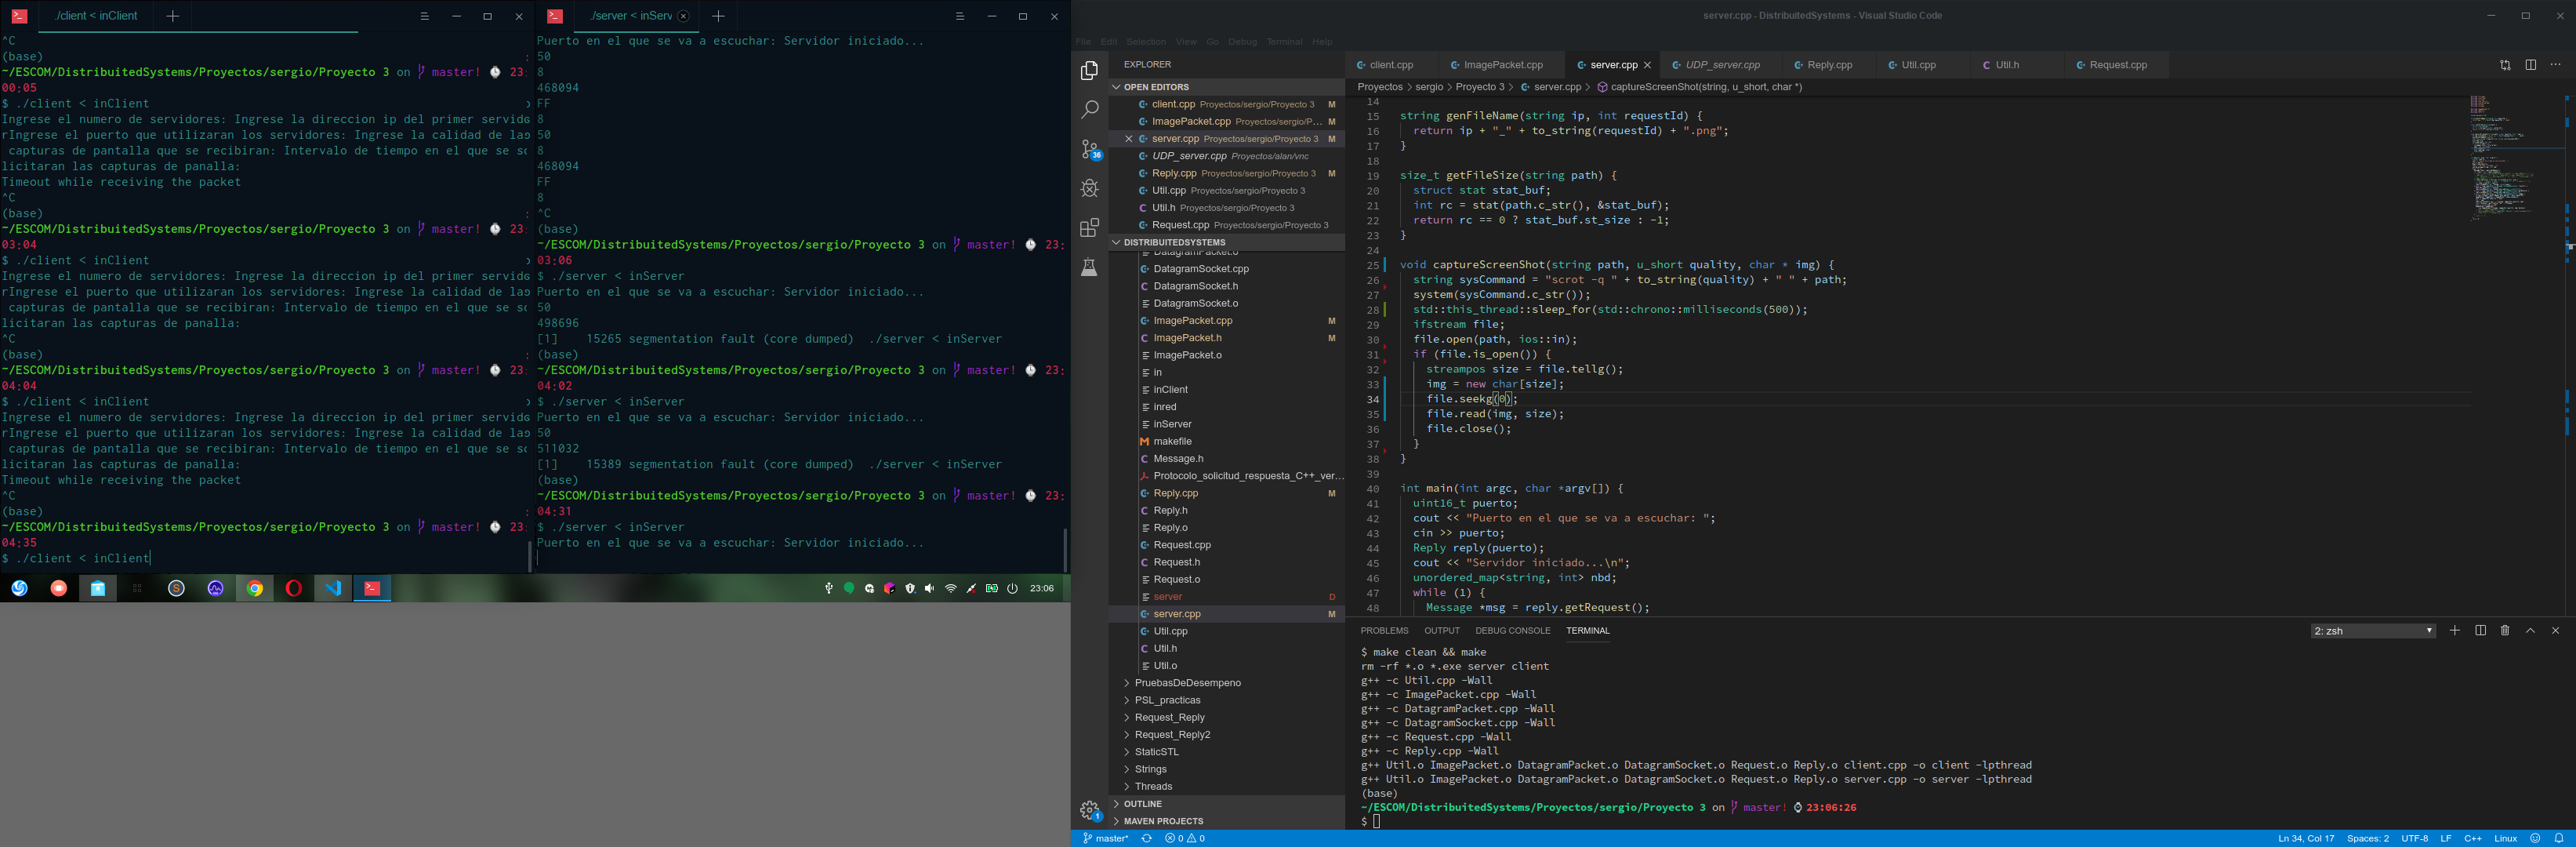 ./client < inClient
^C
(base)
~/ESCOM/DistribuitedSystems/Proyectos/sergio/Proyecto 3 on master! 23:
00:05
$ ./client < inClient
Ingrese el numero de servidores: Ingrese la direccion ip del primer servido
rIngrese el puerto que utilizaran los servidores: Ingrese la calidad de las
capturas de pantalla que se recibiran: Intervalo de tiempo en el que se so
licitaran las capturas de pantalla:
Timeout while receiving the packet
^C
(base)
~/ESCOM/DistribuitedSystems/Proyectos/sergio/Proyecto 3 on master! 23:
03:04
$ ./client < inClient
Ingrese el numero de servidores: Ingrese la direccion ip del primer servido
rIngrese el puerto que utilizaran los servidores: Ingrese la calidad de las
capturas de pantalla que se recibiran: Intervalo de tiempo en el que se so
licitaran las capturas de panalla:
^C
(base)
~/ESCOM/DistribuitedSystems/Proyectos/sergio/Proyecto 3 on master! 23:
04:04
$ ./client < inClient
Ingrese el numero de servidores: Ingrese la direccion ip del primer servido
rIngrese el puerto que utilizaran los servidores: Ingrese la calidad de las
capturas de pantalla que se recibiran: Intervalo de tiempo en el que se so
licitaran las capturas de panalla:
Timeout while receiving the packet
^C
(base)
~/ESCOM/DistribuitedSystems/Proyectos/sergio/Proyecto 3 on master! 23:
04:35
$ ./client < inClient
./server < inServ
Puerto en el que se va a escuchar: Servidor iniciado...
50
8
468094
FF
8
50
8
468094
FF
8
^C
(base)
~/ESCOM/DistribuitedSystems/Proyectos/sergio/Proyecto 3 on master! 23:
03:06
$ ./server < inServer
Puerto en el que se va a escuchar: Servidor iniciado...
50
498696
[1] 15265 segmentation fault (core dumped) ./server < inServer
(base)
~/ESCOM/DistribuitedSystems/Proyectos/sergio/Proyecto 3 on master! 23:
04:02
$ ./server < inServer
Puerto en el que se va a escuchar: Servidor iniciado...
50
511032
[1] 15389 segmentation fault (core dumped) ./server < inServer
(base)
~/ESCOM/DistribuitedSystems/Proyectos/sergio/Proyecto 3 on master! 23:
04:31
$ ./server < inServer
Puerto en el que se va a escuchar: Servidor iniciado...
23:06
server.cpp - DistribuitedSystems - Visual Studio Code
File Edit Selection View Go Debug Terminal Help
36
1
EXPLORER
OPEN EDITORS
client.cpp Proyectos/sergio/Proyecto 3 M
ImagePacket.cpp Proyectos/sergio/P... M
server.cpp Proyectos/sergio/Proyecto 3 M
UDP_server.cpp Proyectos/alan/vnc
Reply.cpp Proyectos/sergio/Proyecto 3 M
Util.cpp Proyectos/sergio/Proyecto 3
Util.h Proyectos/sergio/Proyecto 3
Request.cpp Proyectos/sergio/Proyecto 3
DISTRIBUITEDSYSTEMS
DatagramPacket.o
DatagramSocket.cpp
DatagramSocket.h
DatagramSocket.o
ImagePacket.cpp M
ImagePacket.h M
ImagePacket.o
in
inClient
inred
inServer
makefile
Message.h
Protocolo_solicitud_respuesta_C++_ver...
Reply.cpp M
Reply.h
Reply.o
Request.cpp
Request.h
Request.o
server D
server.cpp M
Util.cpp
Util.h
Util.o
PruebasDeDesempeno
PSL_practicas
Request_Reply
Request_Reply2
StaticSTL
Strings
Threads
OUTLINE
MAVEN PROJECTS
client.cpp ImagePacket.cpp server.cpp UDP_server.cpp Reply.cpp Util.cpp Util.h Request.cpp
Proyectos > sergio > Proyecto 3 > server.cpp > captureScreenShot(string, u_short, char *)
14
15 string genFileName(string ip, int requestId) {
16 return ip + "_" + to_string(requestId) + ".png";
17 }
18
19 size_t getFileSize(string path) {
20 struct stat stat_buf;
21 int rc = stat(path.c_str(), &stat_buf);
22 return rc == 0 ? stat_buf.st_size : -1;
23 }
24
25 void captureScreenShot(string path, u_short quality, char * img) {
26 string sysCommand = "scrot -q " + to_string(quality) + " " + path;
27 system(sysCommand.c_str());
28 std::this_thread::sleep_for(std::chrono::milliseconds(500));
29 ifstream file;
30 file.open(path, ios::in);
31 if (file.is_open()) {
32 streampos size = file.tellg();
33 img = new char[size];
34 file.seekg(0);
35 file.read(img, size);
36 file.close();
37 }
38 }
39
40 int main(int argc, char *argv[]) {
41 uint16_t puerto;
42 cout << "Puerto en el que se va a escuchar: ";
43 cin >> puerto;
44 Reply reply(puerto);
45 cout << "Servidor iniciado...\n";
46 unordered_map<string, int> nbd;
47 while (1) {
48 Message *msg = reply.getRequest();
PROBLEMS OUTPUT DEBUG CONSOLE TERMINAL
2: zsh
$ make clean && make
rm -rf *.o *.exe server client
g++ -c Util.cpp -Wall
g++ -c ImagePacket.cpp -Wall
g++ -c DatagramPacket.cpp -Wall
g++ -c DatagramSocket.cpp -Wall
g++ -c Request.cpp -Wall
g++ -c Reply.cpp -Wall
g++ Util.o ImagePacket.o DatagramPacket.o DatagramSocket.o Request.o Reply.o client.cpp -o client -lpthread
g++ Util.o ImagePacket.o DatagramPacket.o DatagramSocket.o Request.o Reply.o server.cpp -o server -lpthread
(base)
~/ESCOM/DistribuitedSystems/Proyectos/sergio/Proyecto 3 on master! 23:06:26
$
master* 0 0
Ln 34, Col 17 Spaces: 2 UTF-8 LF C++ Linux